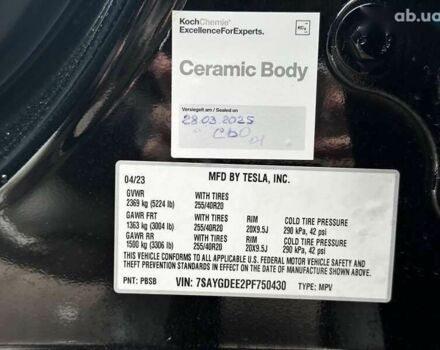 ab.ua
KochChemie®
ExcellenceForExperts.
Ceramic Body
Versiegelt am / Sealed on
28.03.2025
MFD BY TESLA, INC.
04/23
GVWR WITH TIRES
2369 kg (5224 lb) 255/40R20
GAWR FRT WITH TIRES RIM COLD TIRE PRESSURE
1363 kg (3004 lb) 255/40R20 20X9.5J 290 kPa, 42 psi
GAWR RR WITH TIRES RIM COLD TIRE PRESSURE
1500 kg (3306 lb) 255/40R20 20X9.5J 290 kPa, 42 psi
THIS VEHICLE CONFORMS TO ALL APPLICABLE U.S. FEDERAL MOTOR VEHICLE SAFETY AND
THEFT PREVENTION STANDARDS IN EFFECT ON THE DATE OF MANUFACTURE SHOWN ABOVE.
PNT: PBSB VIN: 7SAYGDEE2PF750430 TYPE: MPV